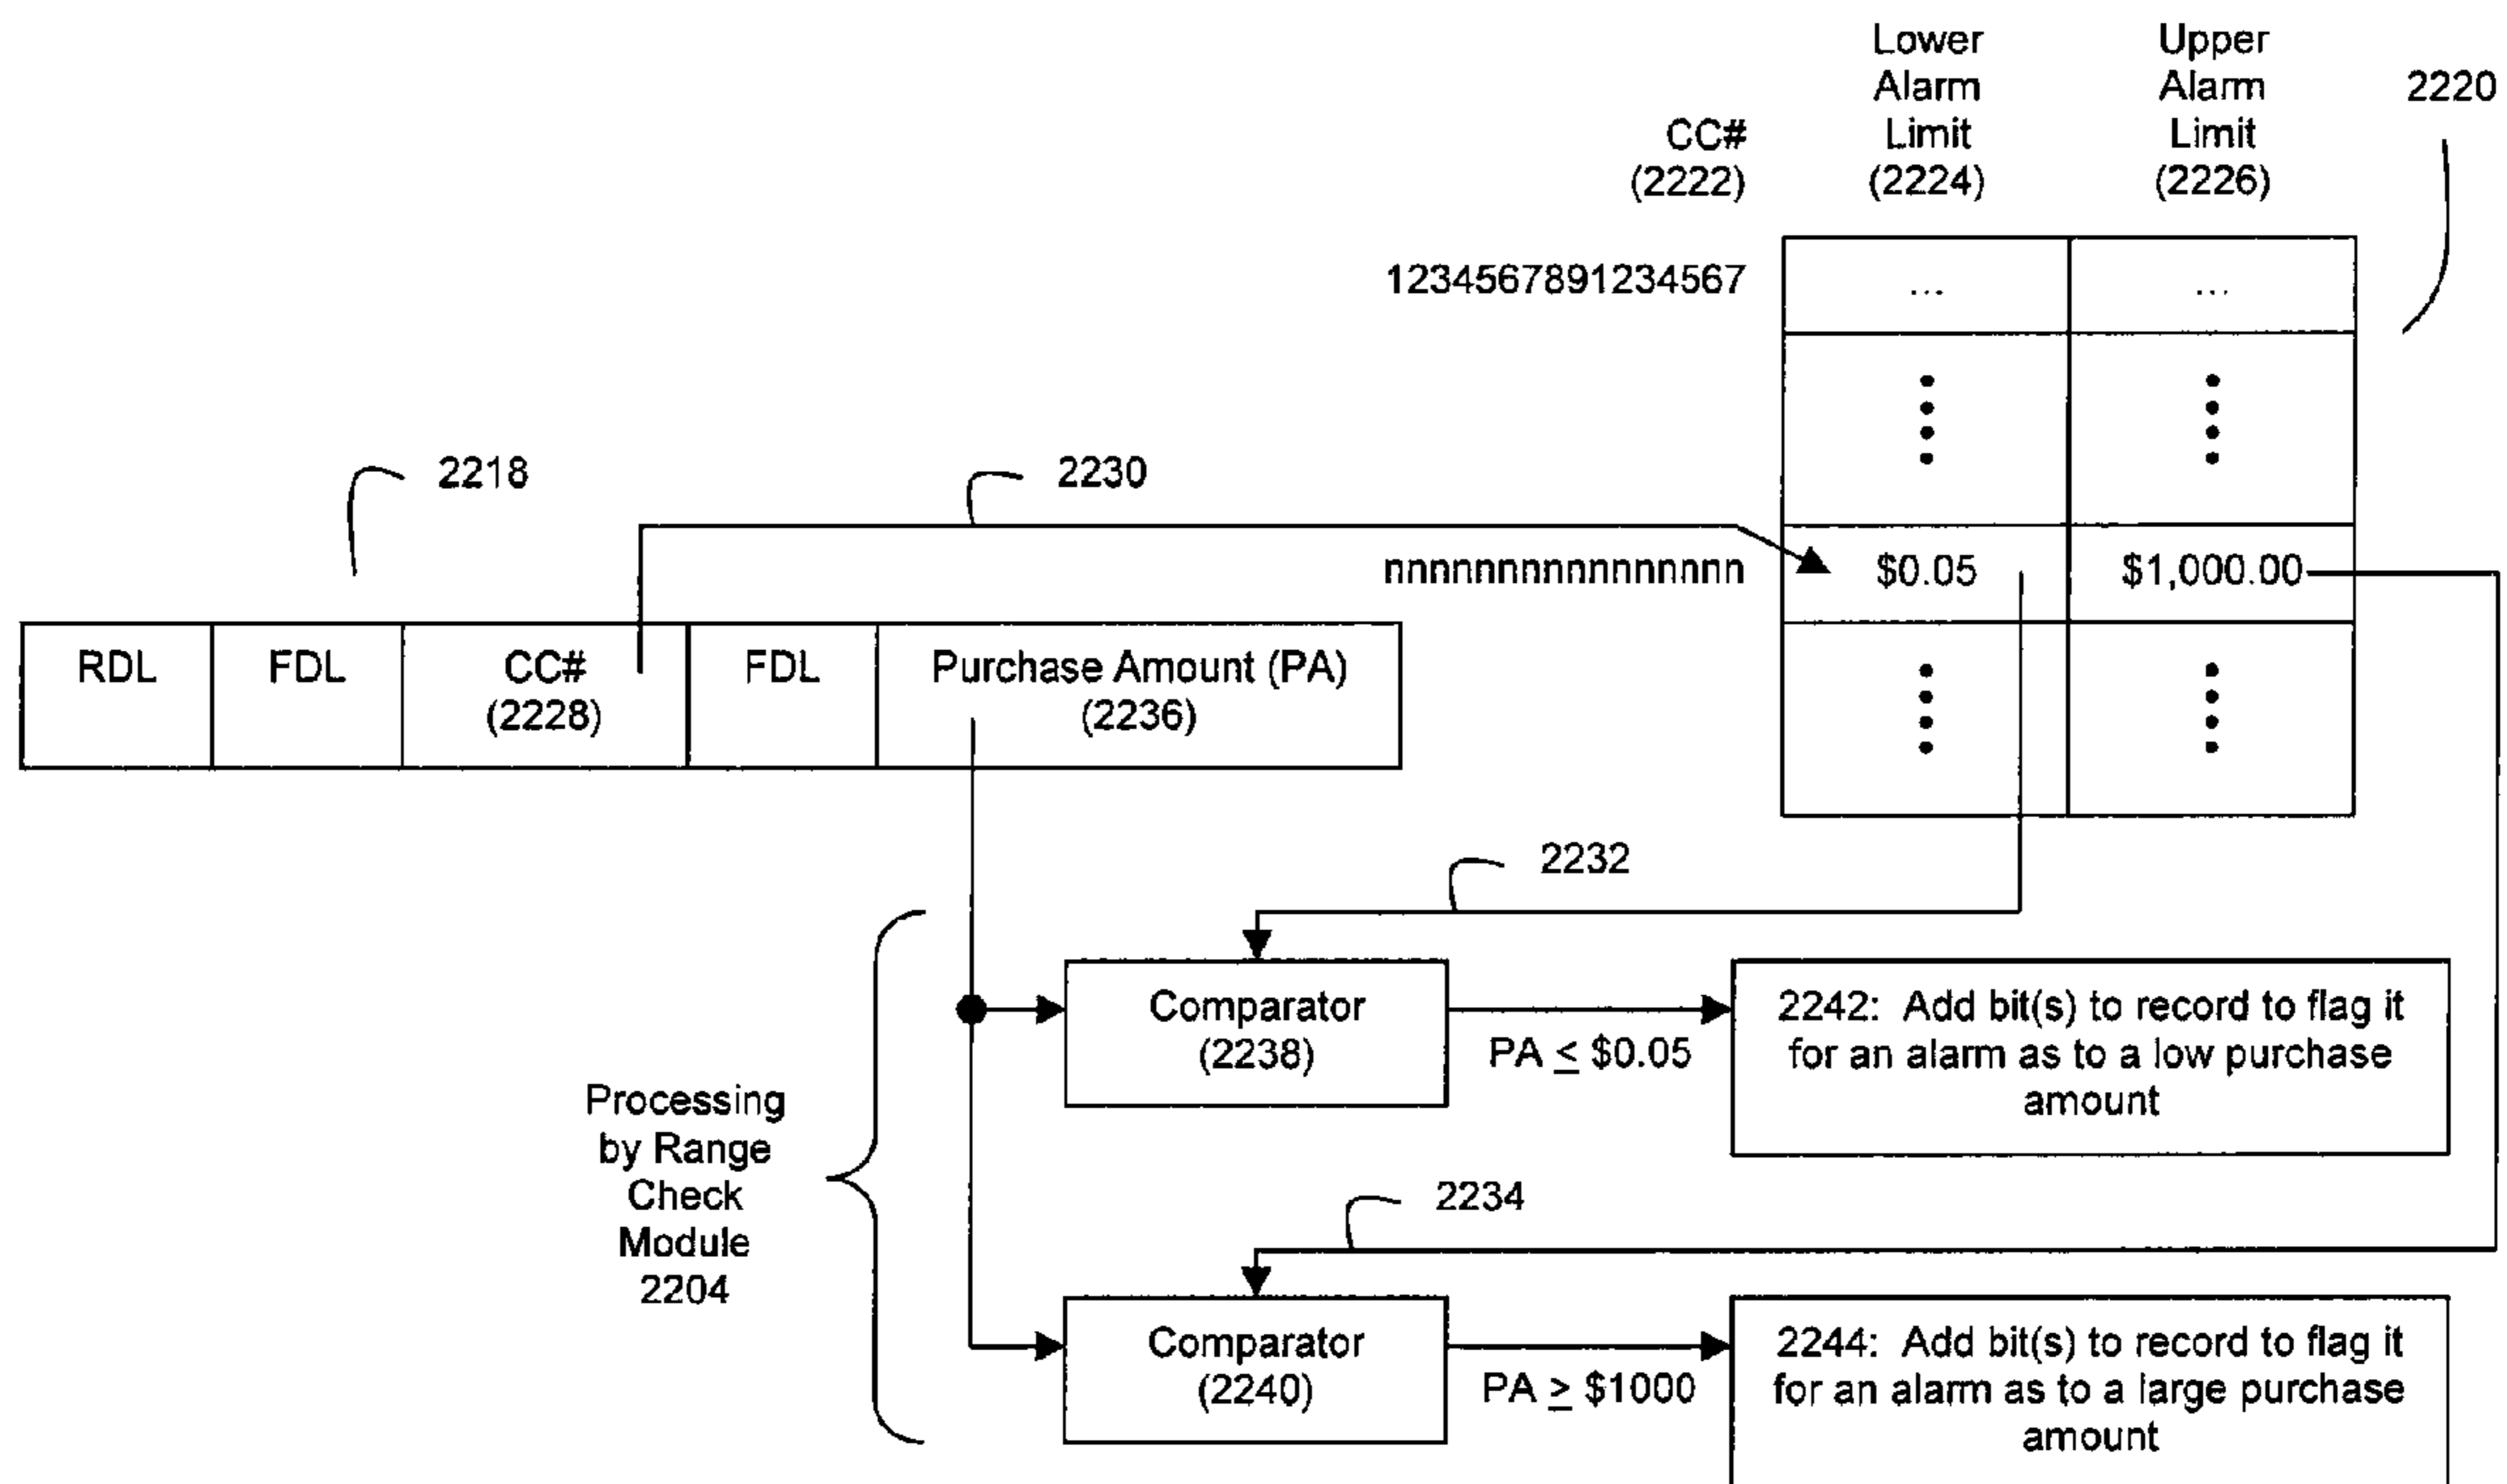 Lower
Alarm
Limit
(2224)
Upper
Alarm
Limit
(2226)
2220
CC#
(2222)
1234567891234567
...
...
2218
2230
nnnnnnnnnnnnnnnn
$0.05
$1,000.00
RDL
FDL
CC#
(2228)
FDL
Purchase Amount (PA)
(2236)
2232
Processing
by Range
Check
Module
2204
Comparator
(2238)
PA ≤ $0.05
2242: Add bit(s) to record to flag it
for an alarm as to a low purchase
amount
2234
Comparator
(2240)
PA ≥ $1000
2244: Add bit(s) to record to flag it
for an alarm as to a large purchase
amount